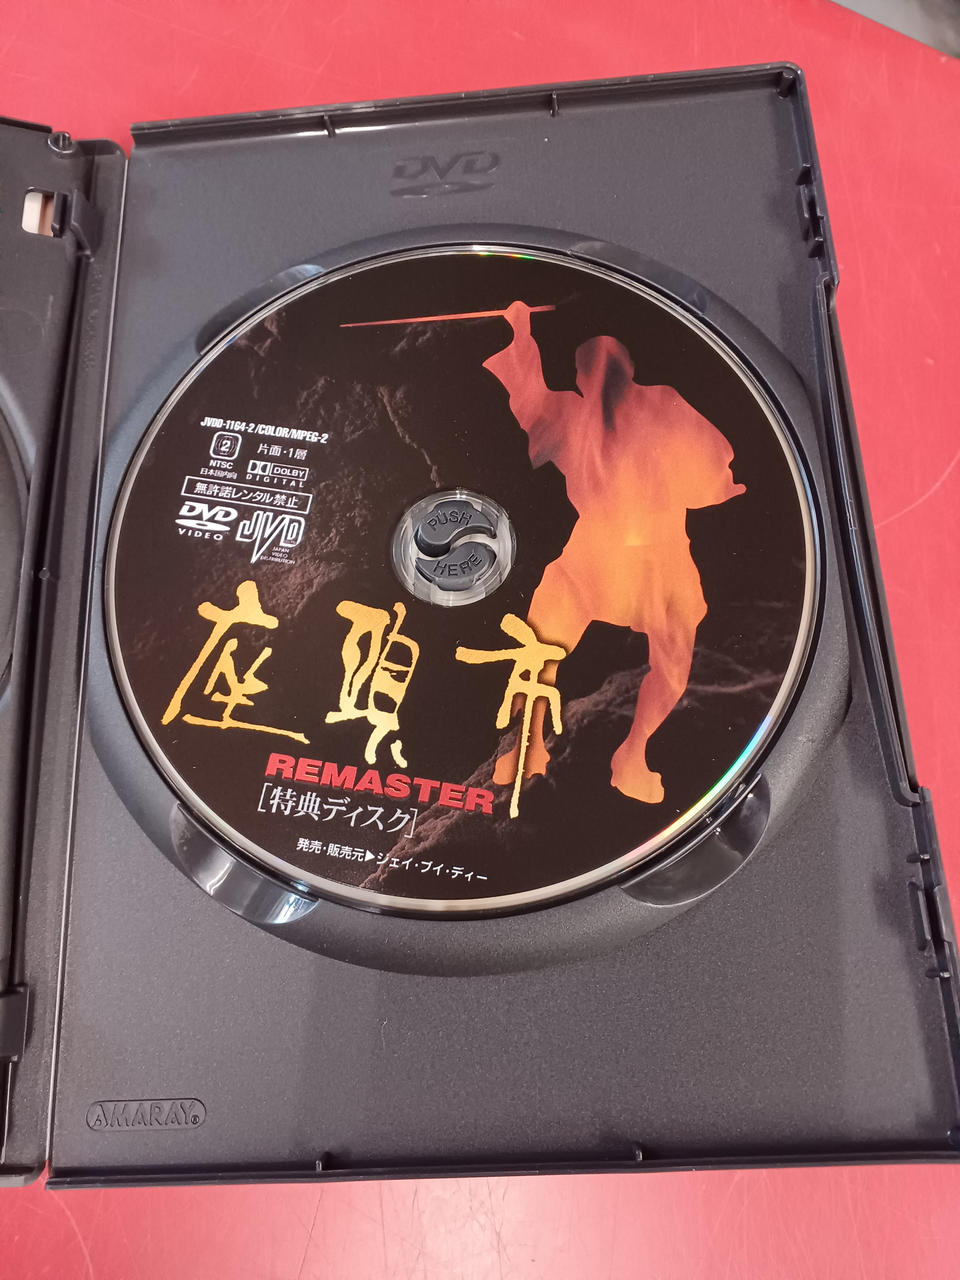 DVD
JVDD-1164-2/COLOR/MPEG-2
2
片面・1層
NTSC
日本国内向
DOLBY
DIGITAL
無許諾レンタル禁止
DVD
VIDEO
JVD
JAPAN
VIDEO
DISTRIBUTION
PUSH
HERE
座頭市
REMASTER
[特典ディスク]
発売・販売元▶ジェイ・ブイ・ディー
AMARAY®